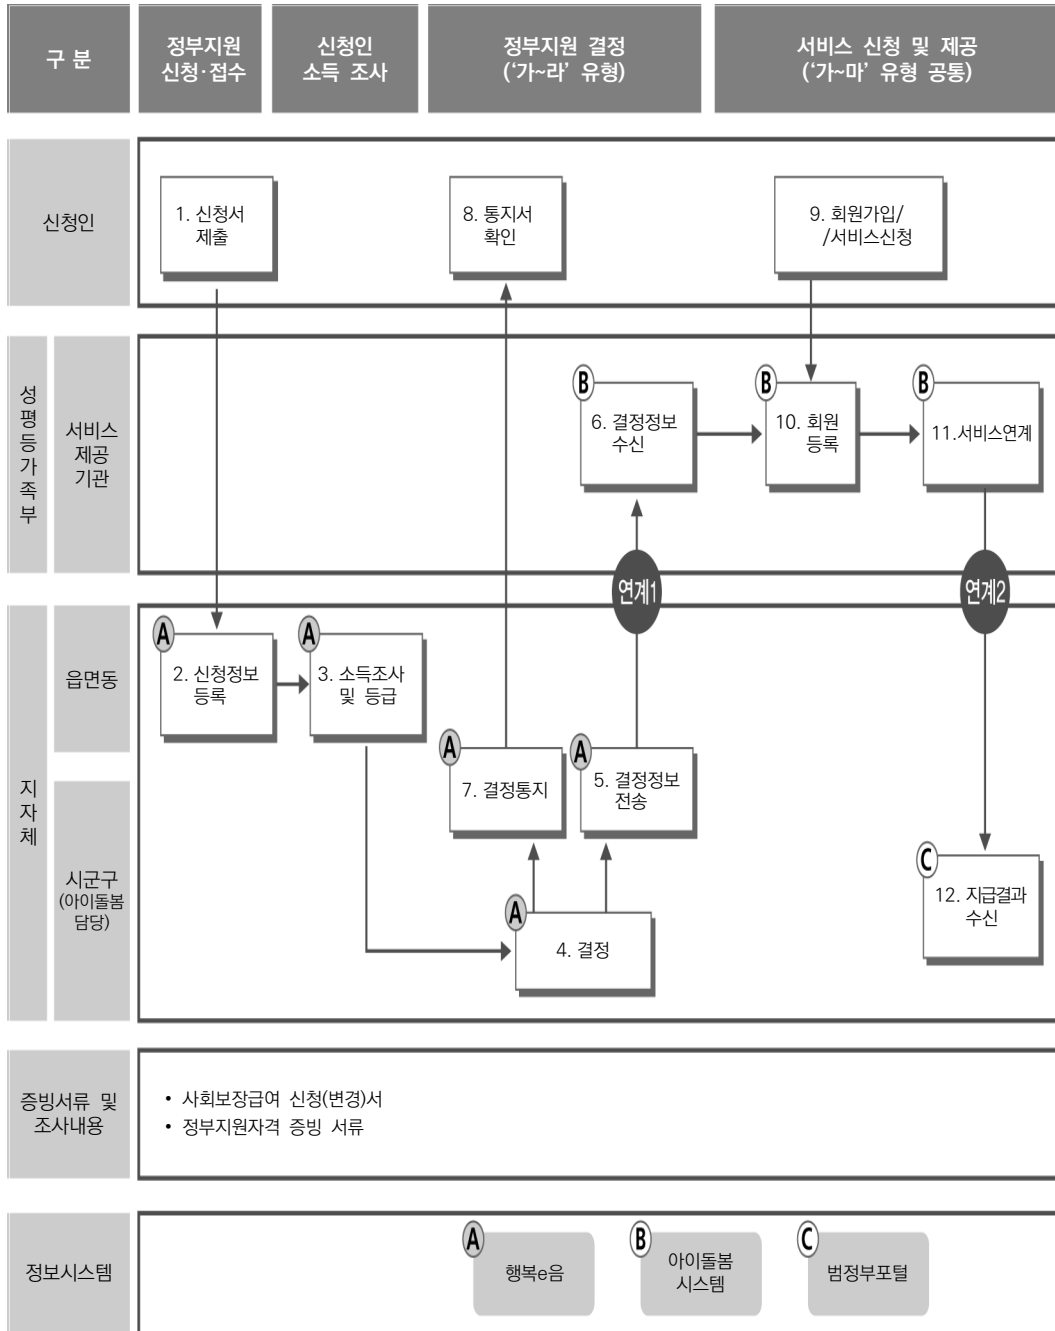 구 분
정부지원
신청·접수
신청인
소득 조사
정부지원 결정
(‘가~라’ 유형)
서비스 신청 및 제공
(‘가~마’ 유형 공통)
신청인
1. 신청서
제출
8. 통지서
확인
9. 회원가입/
/서비스신청
성평등가족부
서비스
제공
기관
B
6. 결정정보
수신
B
10. 회원
등록
B
11.서비스연계
연계1
연계2
지자체
읍면동
A
2. 신청정보
등록
A
3. 소득조사
및 등급
A
7. 결정통지
A
5. 결정정보
전송
시군구
(아이돌봄
담당)
A
4. 결정
C
12. 지급결과
수신
증빙서류 및
조사내용
• 사회보장급여 신청(변경)서
• 정부지원자격 증빙 서류
정보시스템
A
행복e음
B
아이돌봄
시스템
C
범정부포털